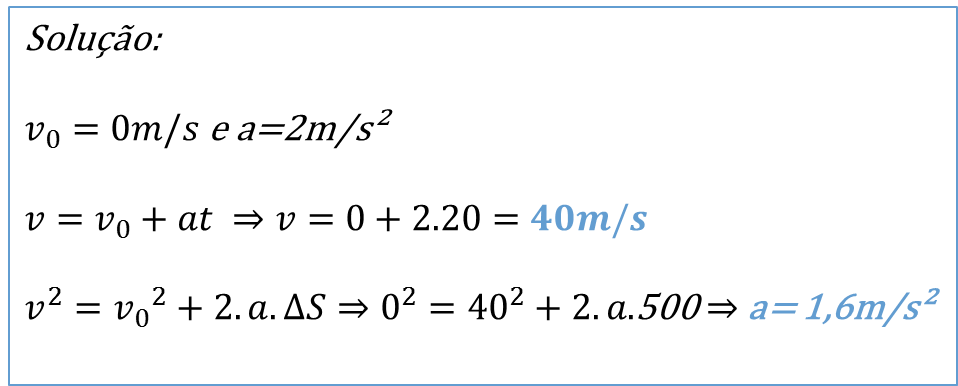 Solução:
v₀ = 0m/s e a=2m/s²
v = v₀ + at ⇒ v = 0 + 2.20 = 40m/s
v² = v₀² + 2. a. ΔS ⇒ 0² = 40² + 2. a.500 ⇒ a= 1,6m/s²